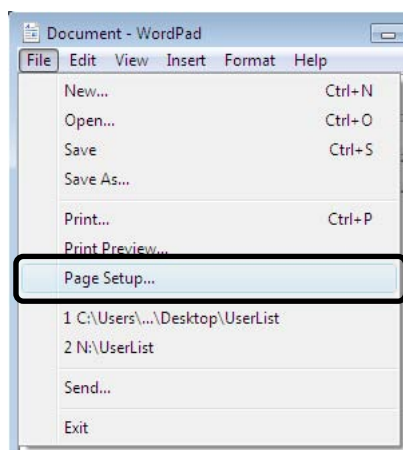 Document - WordPad
File Edit View Insert Format Help
New... Ctrl+N
Open... Ctrl+O
Save Ctrl+S
Save As...
Print... Ctrl+P
Print Preview...
Page Setup...
1 C:\Users\...\Desktop\UserList
2 N:\UserList
Send...
Exit